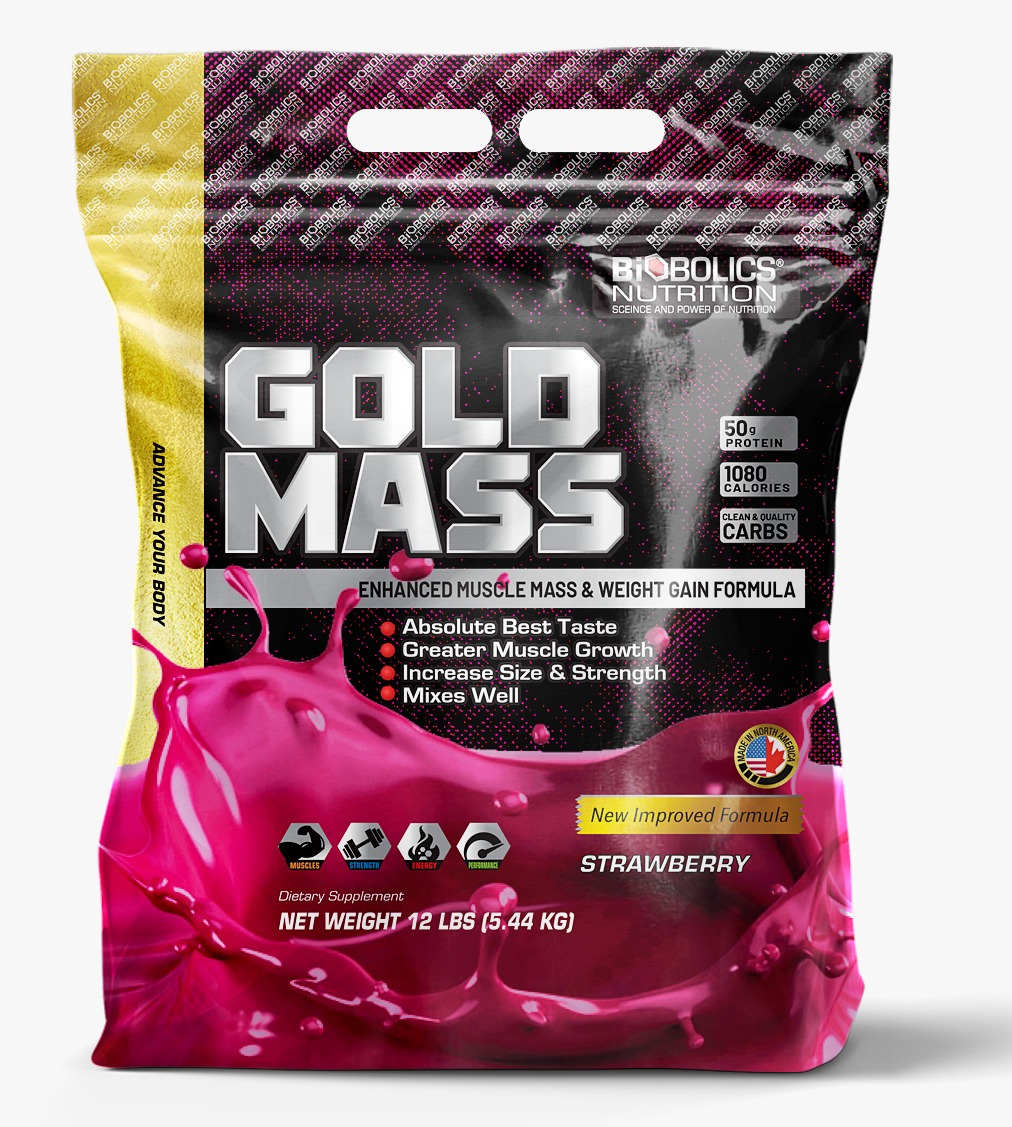 BiOBOLICS®
NUTRITION
SCEINCE AND POWER OF NUTRITION
GOLD
MASS
50g
PROTEIN
1080
CALORIES
CLEAN & QUALITY
CARBS
ADVANCE YOUR BODY
ENHANCED MUSCLE MASS & WEIGHT GAIN FORMULA
Absolute Best Taste
Greater Muscle Growth
Increase Size & Strength
Mixes Well
MADE IN NORTH AMERICA
New Improved Formula
STRAWBERRY
MUSCLES
STRENGTH
ENERGY
PERFORMANCE
Dietary Supplement
NET WEIGHT 12 LBS (5.44 KG)